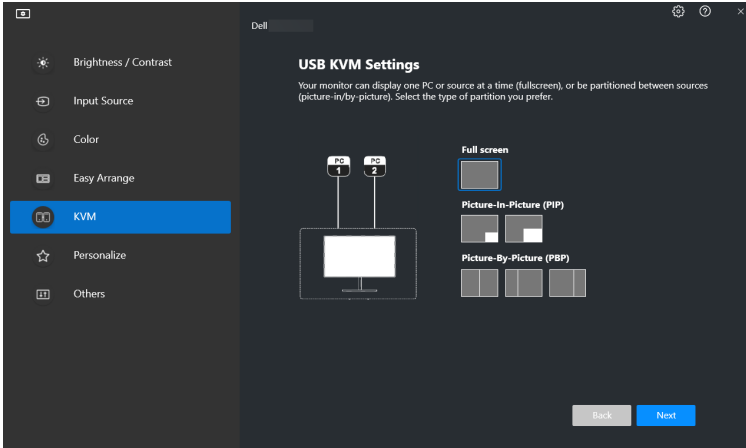 Dell
Brightness / Contrast
Input Source
Color
Easy Arrange
KVM
Personalize
Others
USB KVM Settings
Your monitor can display one PC or source at a time (fullscreen), or be partitioned between sources
(picture-in/by-picture). Select the type of partition you prefer.
PC
1
PC
2
Full screen
Picture-In-Picture (PIP)
Picture-By-Picture (PBP)
Back
Next